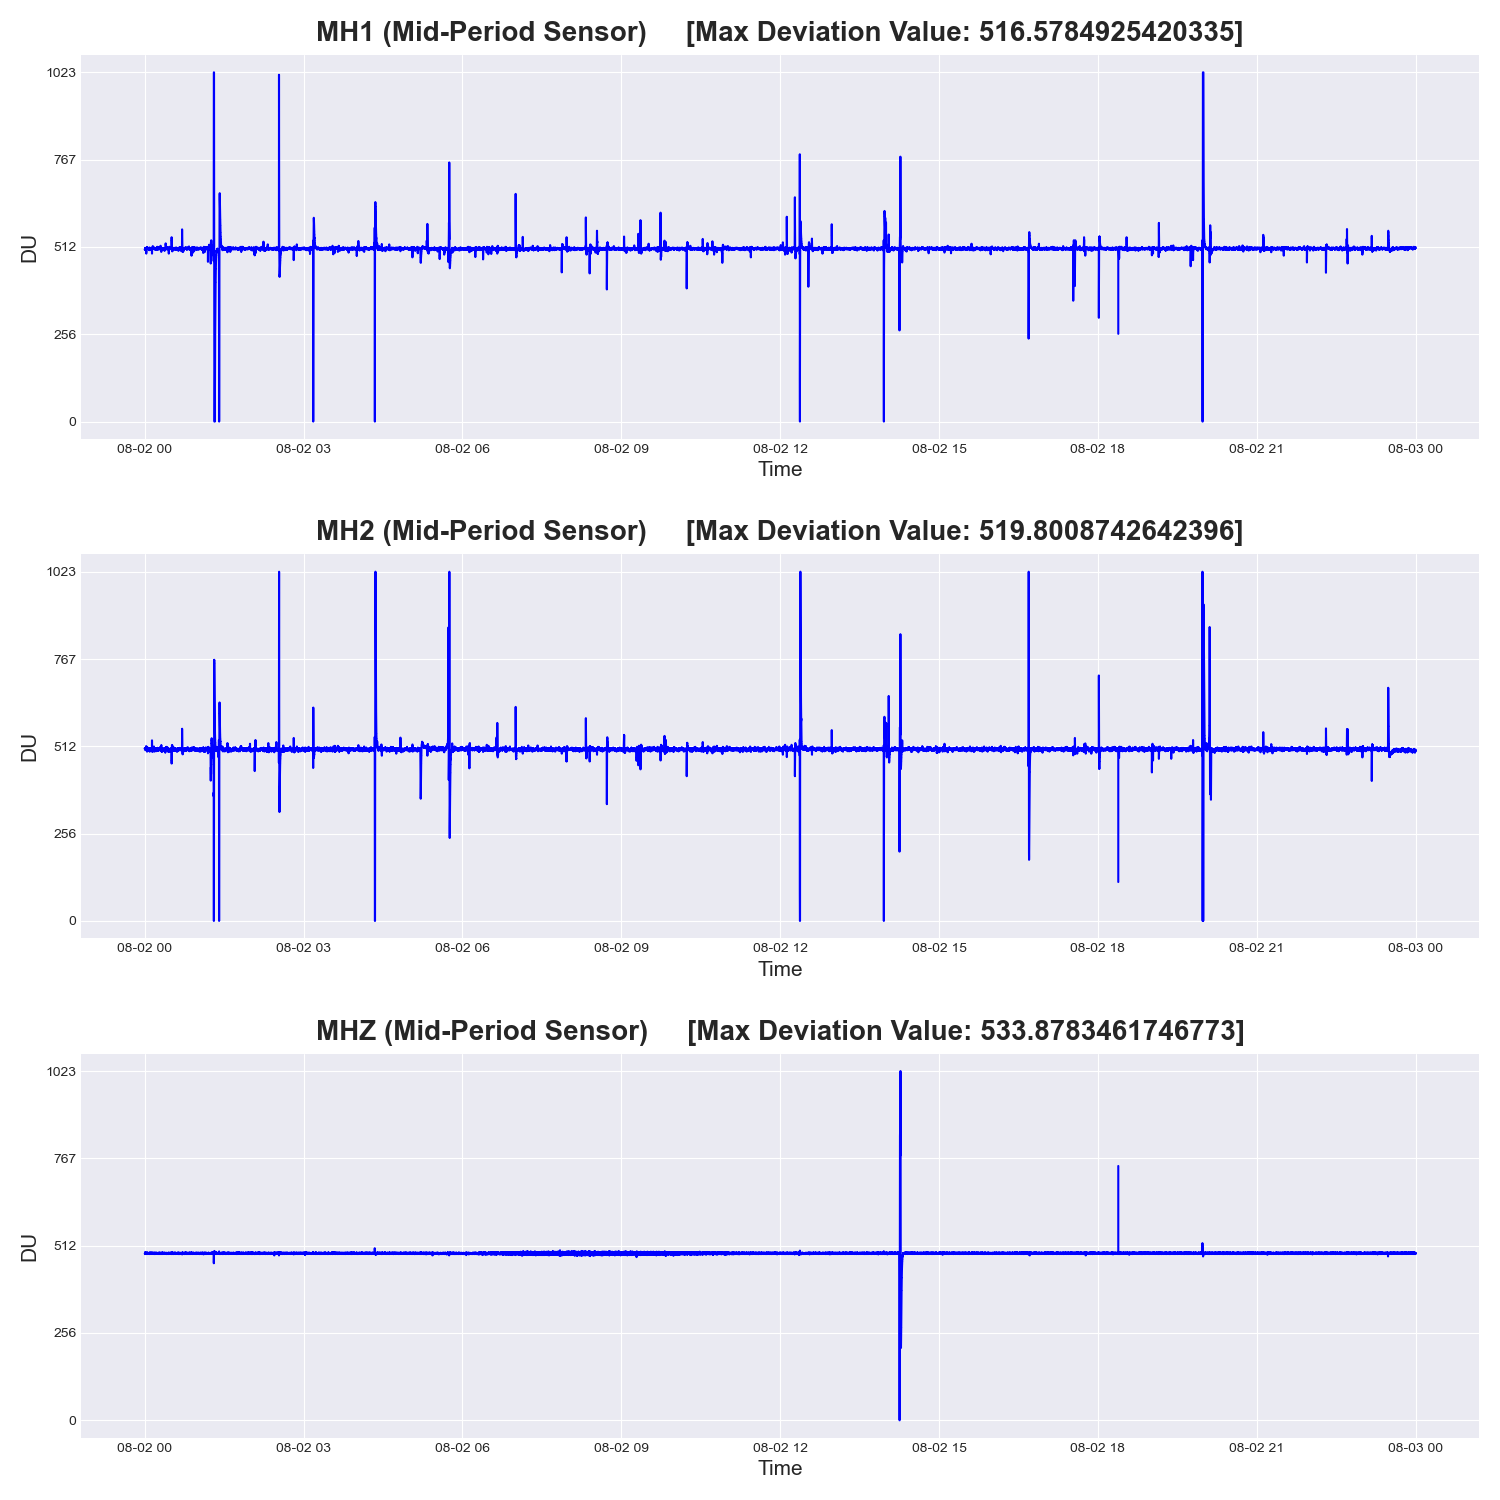 MH1 (Mid-Period Sensor) [Max Deviation Value: 516.5784925420335]
1023
767
512
256
0
DU
08-02 00 08-02 03 08-02 06 08-02 09 08-02 12 08-02 15 08-02 18 08-02 21 08-03 00
Time
MH2 (Mid-Period Sensor) [Max Deviation Value: 519.8008742642396]
1023
767
512
256
0
DU
08-02 00 08-02 03 08-02 06 08-02 09 08-02 12 08-02 15 08-02 18 08-02 21 08-03 00
Time
MHZ (Mid-Period Sensor) [Max Deviation Value: 533.8783461746773]
1023
767
512
256
0
DU
08-02 00 08-02 03 08-02 06 08-02 09 08-02 12 08-02 15 08-02 18 08-02 21 08-03 00
Time